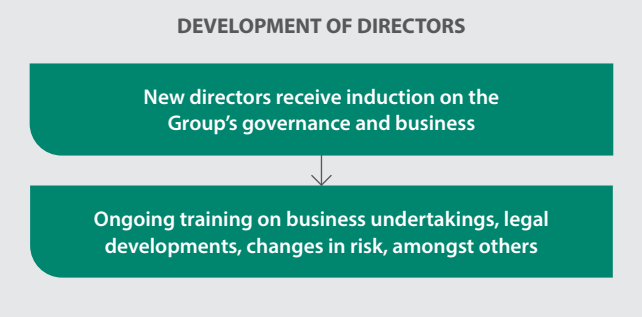 DEVELOPMENT OF DIRECTORS
New directors receive induction on the
Group's governance and business
Ongoing training on business undertakings, legal
developments, changes in risk, amongst others